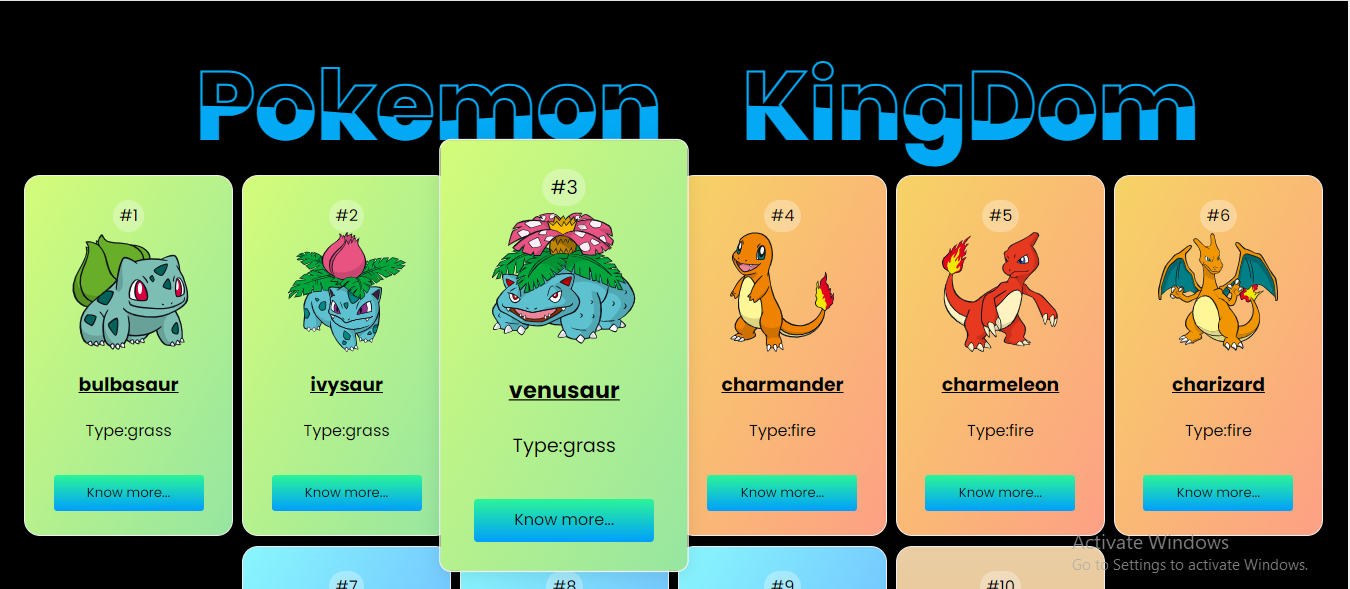 Pokemon KingDom
#1
#2
#3
#4
#5
#6
bulbasaur
ivysaur
venusaur
charmander
charmeleon
charizard
Type:grass
Type:grass
Type:grass
Type:fire
Type:fire
Type:fire
Know more...
Know more...
Know more...
Know more...
Know more...
Know more...
Activate Windows
Go to Settings to activate Windows.
#7
#8
#9
#10